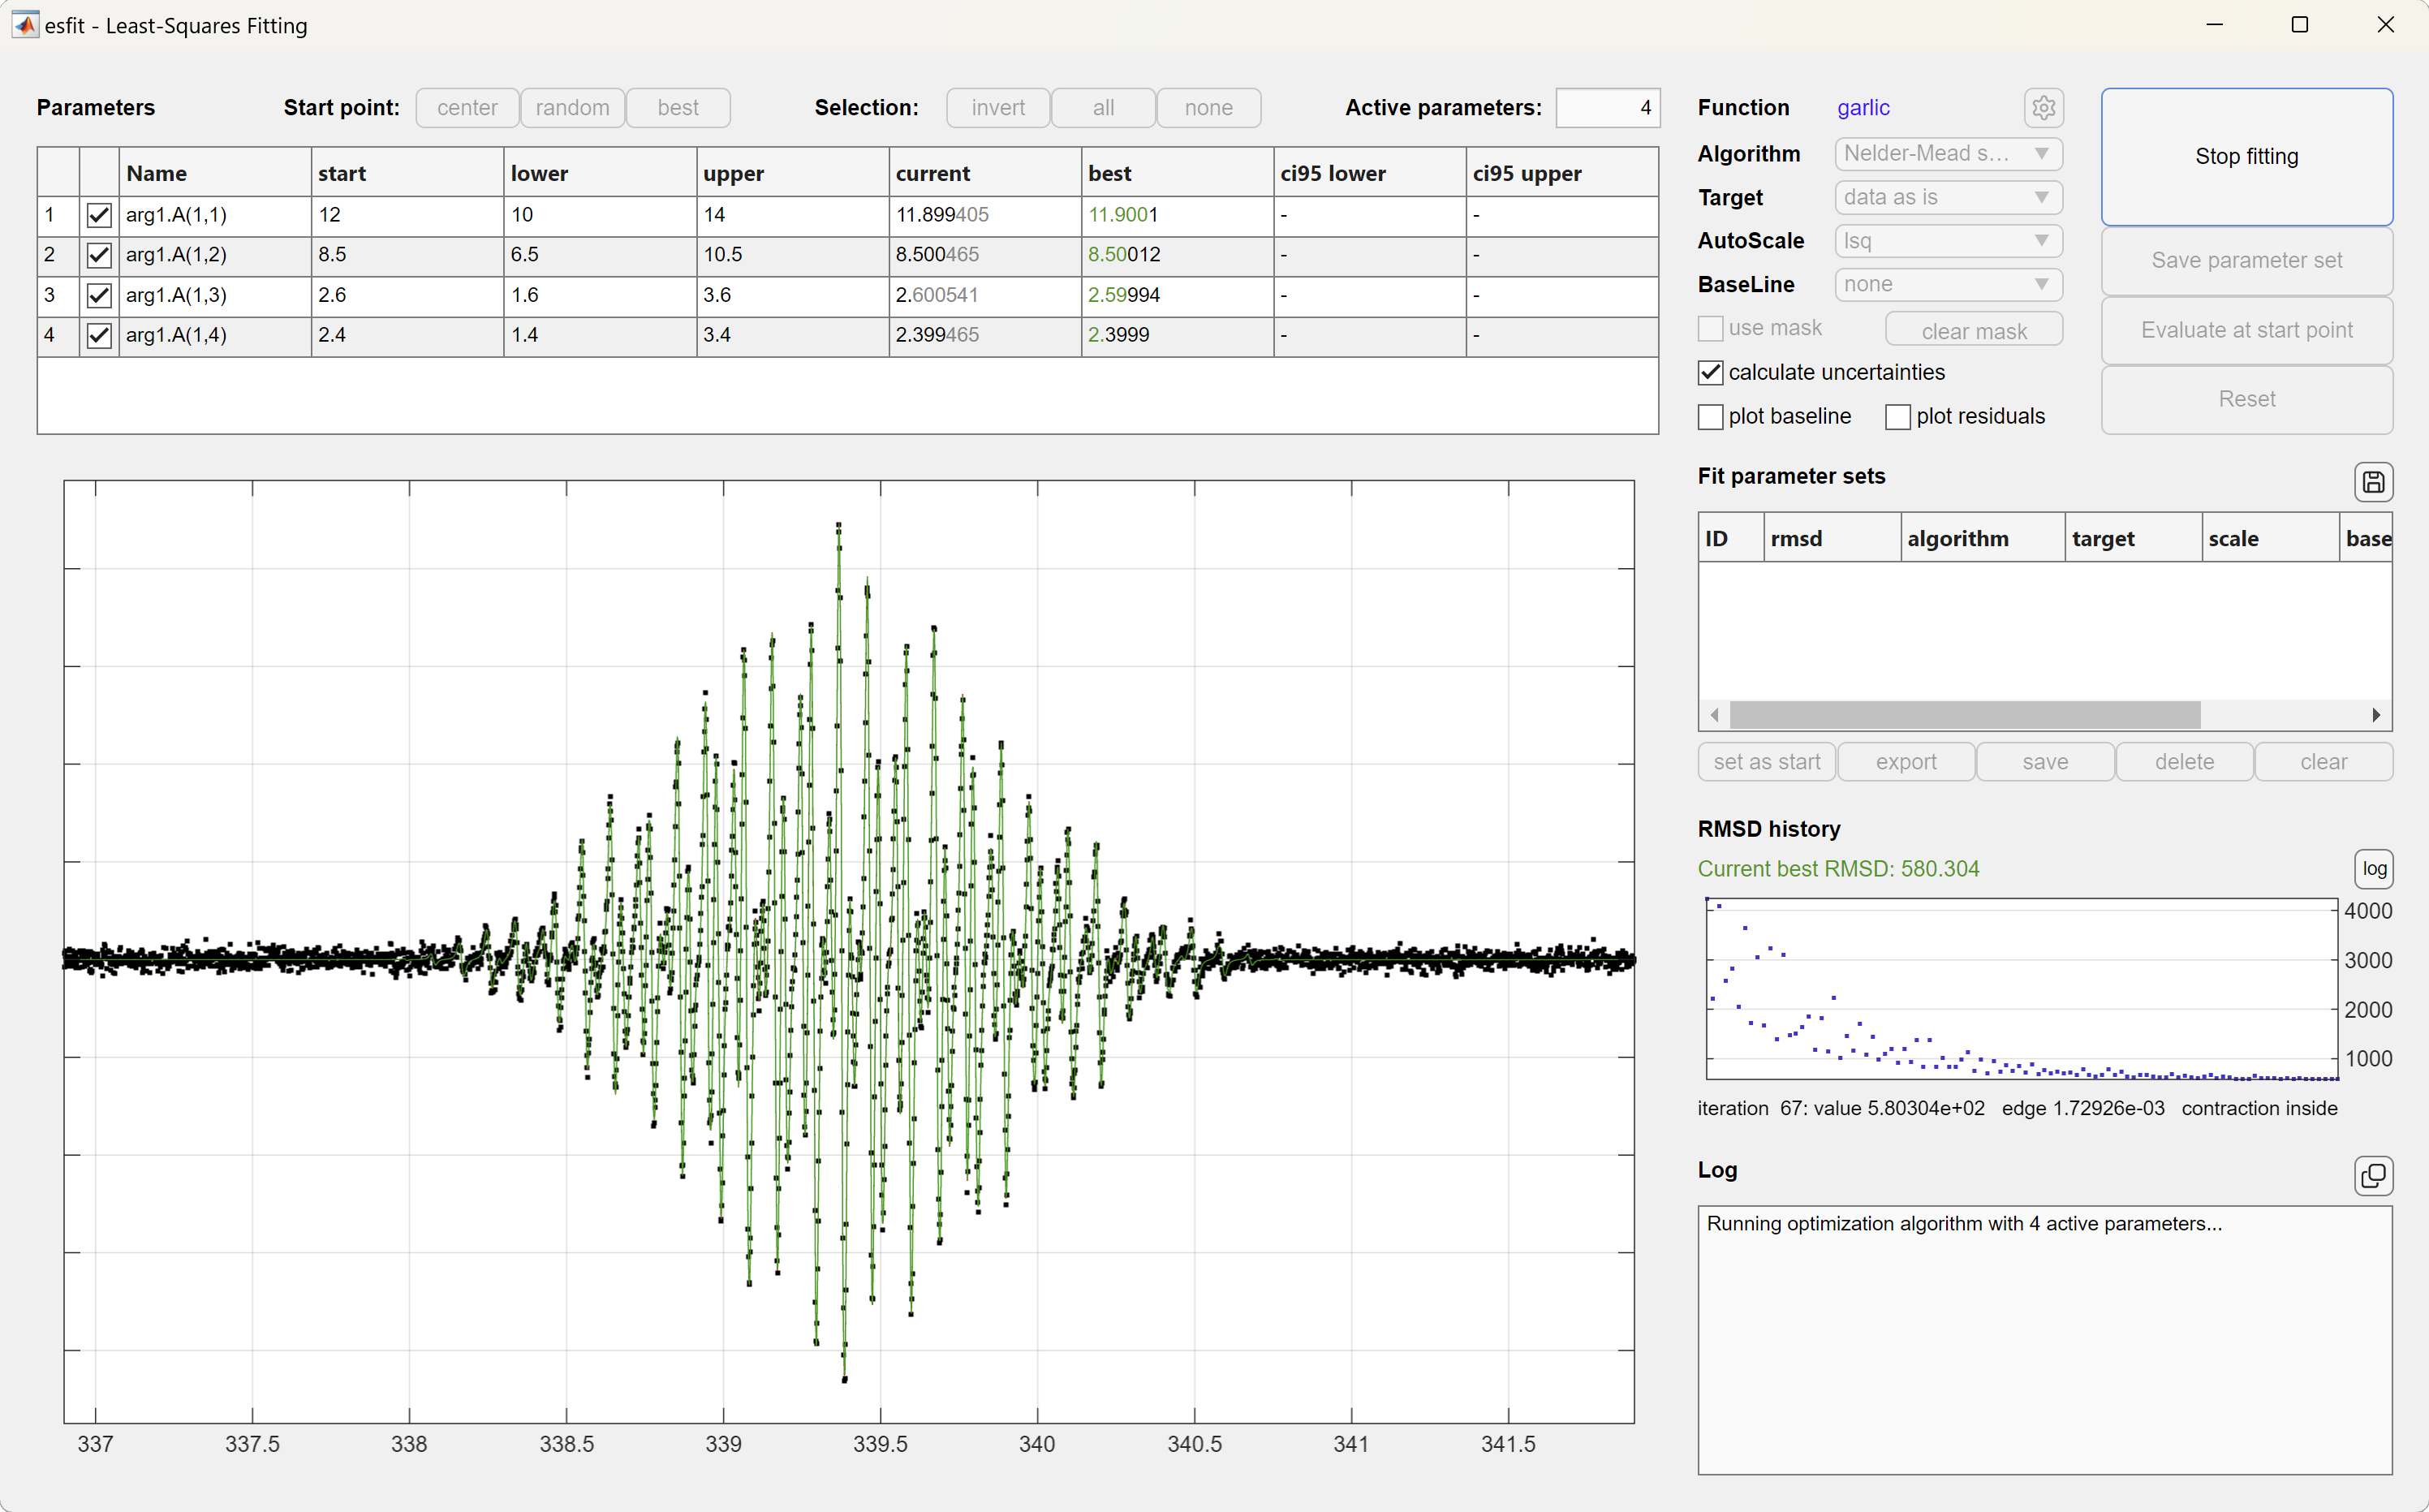 esfit - Least-Squares Fitting
Parameters Start point: center random best Selection: invert all none Active parameters: 4
Name start lower upper current best ci95 lower ci95 upper
1 arg1.A(1,1) 12 10 14 11.899405 11.9001 - -
2 arg1.A(1,2) 8.5 6.5 10.5 8.500465 8.50012 - -
3 arg1.A(1,3) 2.6 1.6 3.6 2.600541 2.59994 - -
4 arg1.A(1,4) 2.4 1.4 3.4 2.399465 2.3999 - -
Function garlic
Algorithm Nelder-Mead s...
Target data as is
AutoScale lsq
BaseLine none
use mask clear mask
calculate uncertainties
plot baseline plot residuals
Stop fitting
Save parameter set
Evaluate at start point
Reset
337 337.5 338 338.5 339 339.5 340 340.5 341 341.5
Fit parameter sets
ID rmsd algorithm target scale base
set as start export save delete clear
RMSD history
Current best RMSD: 580.304
log
4000
3000
2000
1000
iteration 67: value 5.80304e+02 edge 1.72926e-03 contraction inside
Log
Running optimization algorithm with 4 active parameters...